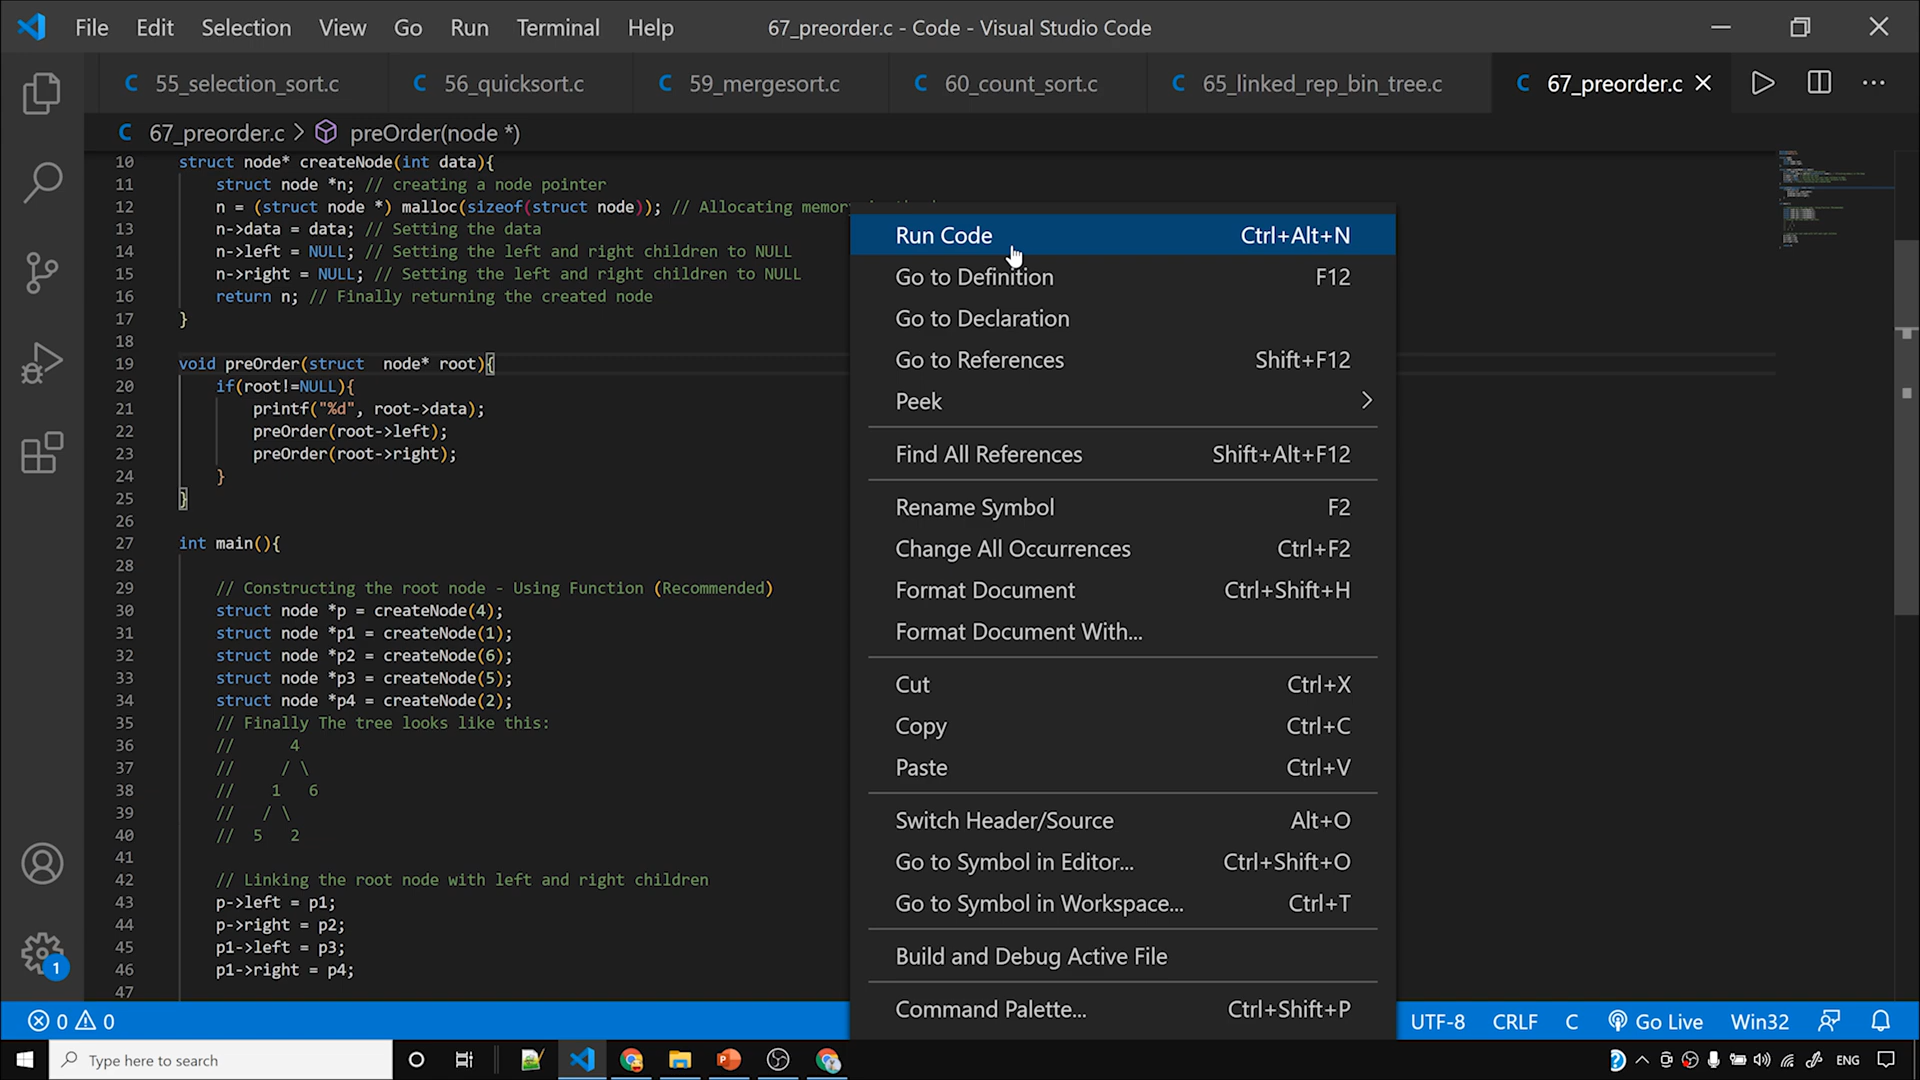 File Edit Selection View Go Run Terminal Help 67_preorder.c - Code - Visual Studio Code
C 55_selection_sort.c C 56_quicksort.c C 59_mergesort.c C 60_count_sort.c C 65_linked_rep_bin_tree.c C 67_preorder.c
C 67_preorder.c > preOrder(node *)
10 struct node* createNode(int data){
11 struct node *n; // creating a node pointer
12 n = (struct node *) malloc(sizeof(struct node)); // Allocating memory
13 n->data = data; // Setting the data
14 n->left = NULL; // Setting the left and right children to NULL
15 n->right = NULL; // Setting the left and right children to NULL
16 return n; // Finally returning the created node
17 }
18
19 void preOrder(struct  node* root){
20 if(root!=NULL){
21 printf("%d", root->data);
22 preOrder(root->left);
23 preOrder(root->right);
24 }
25 }
26
27 int main(){
28
29 // Constructing the root node - Using Function (Recommended)
30 struct node *p = createNode(4);
31 struct node *p1 = createNode(1);
32 struct node *p2 = createNode(6);
33 struct node *p3 = createNode(5);
34 struct node *p4 = createNode(2);
35 // Finally The tree looks like this:
36 //      4
37 //     / \
38 //    1   6
39 //   / \
40 //  5   2
41
42 // Linking the root node with left and right children
43 p->left = p1;
44 p->right = p2;
45 p1->left = p3;
46 p1->right = p4;
47
Run Code Ctrl+Alt+N
Go to Definition F12
Go to Declaration
Go to References Shift+F12
Peek
Find All References Shift+Alt+F12
Rename Symbol F2
Change All Occurrences Ctrl+F2
Format Document Ctrl+Shift+H
Format Document With...
Cut Ctrl+X
Copy Ctrl+C
Paste Ctrl+V
Switch Header/Source Alt+O
Go to Symbol in Editor... Ctrl+Shift+O
Go to Symbol in Workspace... Ctrl+T
Build and Debug Active File
Command Palette... Ctrl+Shift+P
1
0 0 UTF-8 CRLF C Go Live Win32
Type here to search ENG